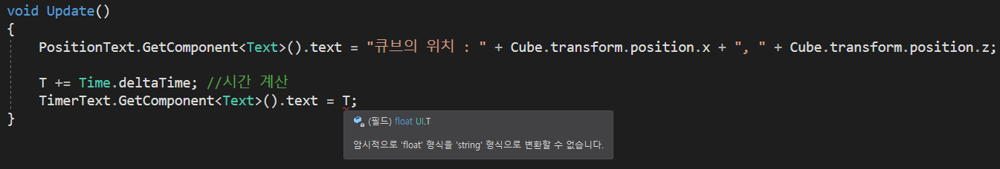 void Update()
{
PositionText.GetComponent<Text>().text = "큐브의 위치 : " + Cube.transform.position.x + ", " + Cube.transform.position.z;
T += Time.deltaTime; //시간 계산
TimerText.GetComponent<Text>().text = T;
}
(필드) float UI.T
암시적으로 'float' 형식을 'string' 형식으로 변환할 수 없습니다.